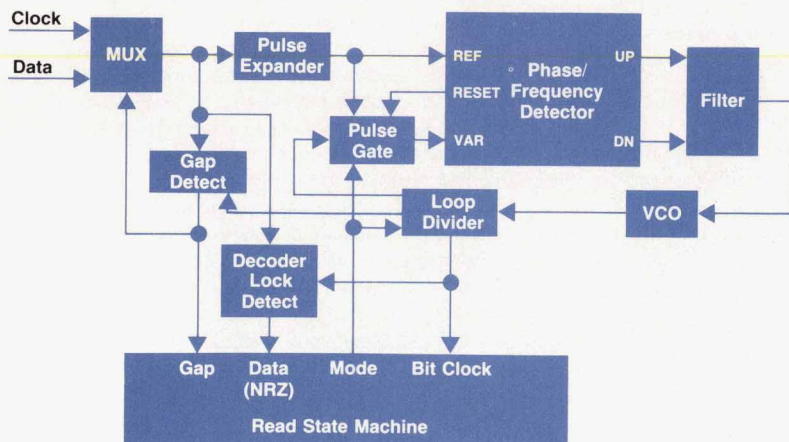 Clock
Data
MUX
Pulse
Expander
REF
RESET
VAR
Phase/
Frequency
Detector
UP
DN
Filter
Pulse
Gate
Gap
Detect
Loop
Divider
VCO
Decoder
Lock
Detect
Gap
Data
(NRZ)
Mode
Bit Clock
Read State Machine